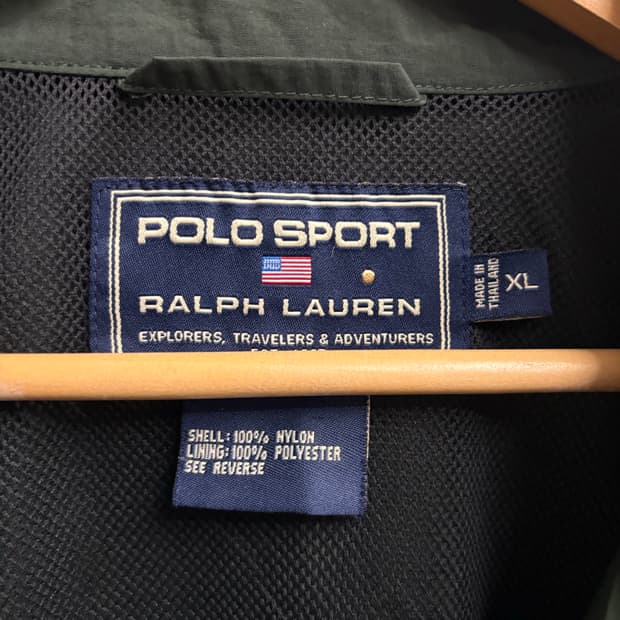 POLO SPORT
RALPH LAUREN
EXPLORERS, TRAVELERS & ADVENTURERS
MADE IN
THAILAND
XL
SHELL: 100% NYLON
LINING: 100% POLYESTER
SEE REVERSE